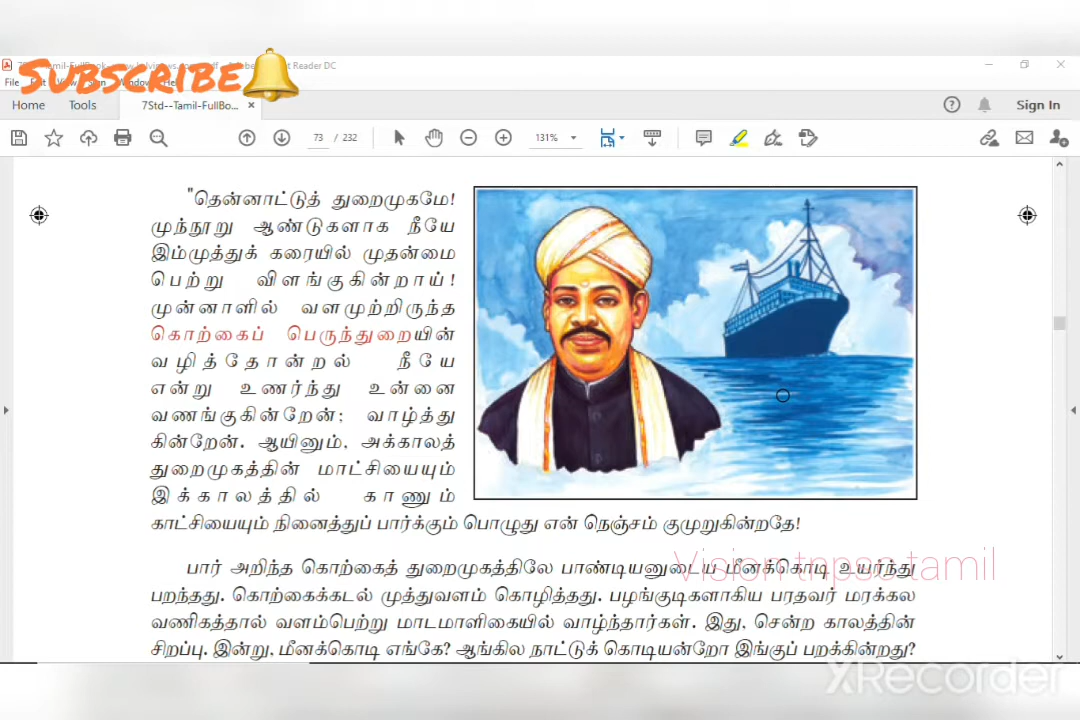 SUBSCRIBE
File
Home Tools 7Std--Tamil-FullBo... × Sign In
73 / 232 131%
"தென்னாட்டுத் துறைமுகமே!
முந்நூறு ஆண்டுகளாக நீயே
இம்முத்துக் கரையில் முதன்மை
பெற்று விளங்குகின்றாய்!
முன்னாளில் வளமுற்றிருந்த
கொற்கைப் பெருந்துறையின்
வழித்தோன்றல் நீயே
என்று உணர்ந்து உன்னை
வணங்குகின்றேன்; வாழ்த்து
கின்றேன். ஆயினும், அக்காலத்
துறைமுகத்தின் மாட்சியையும்
இக்காலத்தில் காணும்
காட்சியையும் நினைத்துப் பார்க்கும் பொழுது என் நெஞ்சம் குமுறுகின்றதே!
Vision tnpsc tamil
பார் அறிந்த கொற்கைத் துறைமுகத்திலே பாண்டியனுடைய மீனக்கொடி உயர்ந்து
பறந்தது. கொற்கைக்கடல் முத்துவளம் கொழித்தது. பழங்குடிகளாகிய பரதவர் மரக்கல
வணிகத்தால் வளம்பெற்று மாடமாளிகையில் வாழ்ந்தார்கள். இது, சென்ற காலத்தின்
சிறப்பு. இன்று, மீனக்கொடி எங்கே? ஆங்கில நாட்டுக் கொடியன்றோ இங்குப் பறக்கின்றது?
XRecorder